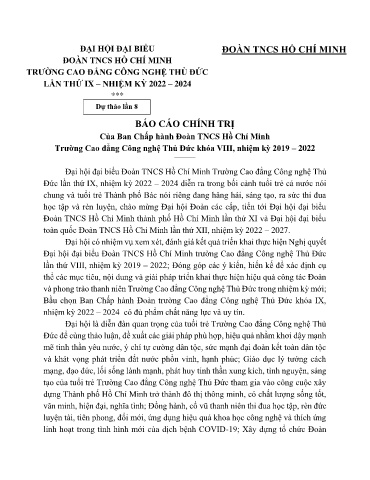 ĐẠI HỘI ĐẠI BIỂU
ĐOÀN TNCS HỒ CHÍ MINH
TRƯỜNG CAO ĐẲNG CÔNG NGHỆ THỦ ĐỨC
LẦN THỨ IX – NHIỆM KỲ 2022 – 2024
***
ĐOÀN TNCS HỒ CHÍ MINH
Dự thảo lần 8
BÁO CÁO CHÍNH TRỊ
Của Ban Chấp hành Đoàn TNCS Hồ Chí Minh
Trường Cao đẳng Công nghệ Thủ Đức khóa VIII, nhiệm kỳ 2019 – 2022
Đại hội đại biểu Đoàn TNCS Hồ Chí Minh Trường Cao đẳng Công nghệ Thủ
Đức lần thứ IX, nhiệm kỳ 2022 – 2024 diễn ra trong bối cảnh tuổi trẻ cả nước nói
chung và tuổi trẻ Thành phố Bác nói riêng đang hăng hái, sáng tạo, ra sức thi đua
học tập và rèn luyện, chào mừng Đại hội Đoàn các cấp, tiến tới Đại hội đại biểu
Đoàn TNCS Hồ Chí Minh thành phố Hồ Chí Minh lần thứ XI và Đại hội đại biểu
toàn quốc Đoàn TNCS Hồ Chí Minh lần thứ XII, nhiệm kỳ 2022 – 2027.
Đại hội có nhiệm vụ xem xét, đánh giá kết quả triển khai thực hiện Nghị quyết
Đại hội đại biểu Đoàn TNCS Hồ Chí Minh trường Cao đẳng Công nghệ Thủ Đức
lần thứ VIII, nhiệm kỳ 2019 – 2022; Đóng góp các ý kiến, hiến kế để xác định cụ
thể các mục tiêu, nội dung và giải pháp triển khai thực hiện hiệu quả công tác Đoàn
và phong trào thanh niên Trường Cao đẳng Công nghệ Thủ Đức trong nhiệm kỳ mới;
Bầu chọn Ban Chấp hành Đoàn trường Cao đẳng Công nghệ Thủ Đức khóa IX,
nhiệm kỳ 2022 – 2024 có đủ phẩm chất năng lực và uy tín.
Đại hội là diễn đàn quan trọng của tuổi trẻ Trường Cao đẳng Công nghệ Thủ
Đức để cùng thảo luận, đề xuất các giải pháp phù hợp, hiệu quả nhằm khơi dậy mạnh
mẽ tinh thần yêu nước, ý chí tự cường dân tộc, sức mạnh đại đoàn kết toàn dân tộc
và khát vọng phát triển đất nước phồn vinh, hạnh phúc; Giáo dục lý tưởng cách
mạng, đạo đức, lối sống lành mạnh, phát huy tinh thần xung kích, tình nguyện, sáng
tạo của tuổi trẻ Trường Cao đẳng Công nghệ Thủ Đức tham gia vào công cuộc xây
dựng Thành phố Hồ Chí Minh trở thành đô thị thông minh, có chất lượng sống tốt,
văn minh, hiện đại, nghĩa tình; Đồng hành, cổ vũ thanh niên thi đua học tập, rèn đức
luyện tài, tiên phong, đổi mới, ứng dụng hiệu quả khoa học công nghệ và thích ứng
linh hoạt trong tình hình mới của dịch bệnh COVID-19; Xây dựng tổ chức Đoàn